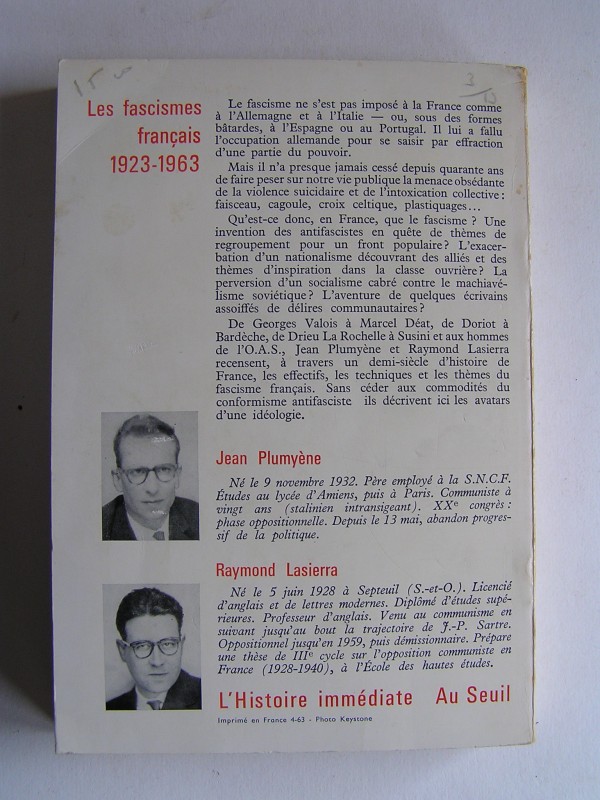 15
3
10
Les fascismes
français
1923-1963
Le fascisme ne s'est pas imposé à la France comme
à l'Allemagne et à l'Italie — ou, sous des formes
bâtardes, à l'Espagne ou au Portugal. Il lui a fallu
l'occupation allemande pour se saisir par effraction
d'une partie du pouvoir.
Mais il n'a presque jamais cessé depuis quarante ans
de faire peser sur notre vie publique la menace obsédante
de la violence suicidaire et de l'intoxication collective :
faisceau, cagoule, croix celtique, plastiquages...
Qu'est-ce donc, en France, que le fascisme ? Une
invention des antifascistes en quête de thèmes de
regroupement pour un front populaire ? L'exacer-
bation d'un nationalisme découvrant des alliés et des
thèmes d'inspiration dans la classe ouvrière ? La
perversion d'un socialisme cabré contre le machiavé-
lisme soviétique ? L'aventure de quelques écrivains
assoiffés de délires communautaires ?
De Georges Valois à Marcel Déat, de Doriot à
Bardèche, de Drieu La Rochelle à Susini et aux hommes
de l'O.A.S., Jean Plumyène et Raymond Lasierra
recensent, à travers un demi-siècle d'histoire de
France, les effectifs, les techniques et les thèmes du
fascisme français. Sans céder aux commodités du
conformisme antifasciste ils décrivent ici les avatars
d'une idéologie.
Jean Plumyène
Né le 9 novembre 1932. Père employé à la S.N.C.F.
Études au lycée d'Amiens, puis à Paris. Communiste à
vingt ans (stalinien intransigeant). XXe congrès :
phase oppositionnelle. Depuis le 13 mai, abandon progres-
sif de la politique.
Raymond Lasierra
Né le 5 juin 1928 à Septeuil (S.-et-O.). Licencié
d'anglais et de lettres modernes. Diplômé d'études supé-
rieures. Professeur d'anglais. Venu au communisme en
suivant jusqu'au bout la trajectoire de J.-P. Sartre.
Oppositionnel jusqu'en 1959, puis démissionnaire. Prépare
une thèse de IIIe cycle sur l'opposition communiste en
France (1928-1940), à l'École des hautes études.
L'Histoire immédiate Au Seuil
Imprimé en France 4-63 - Photo Keystone